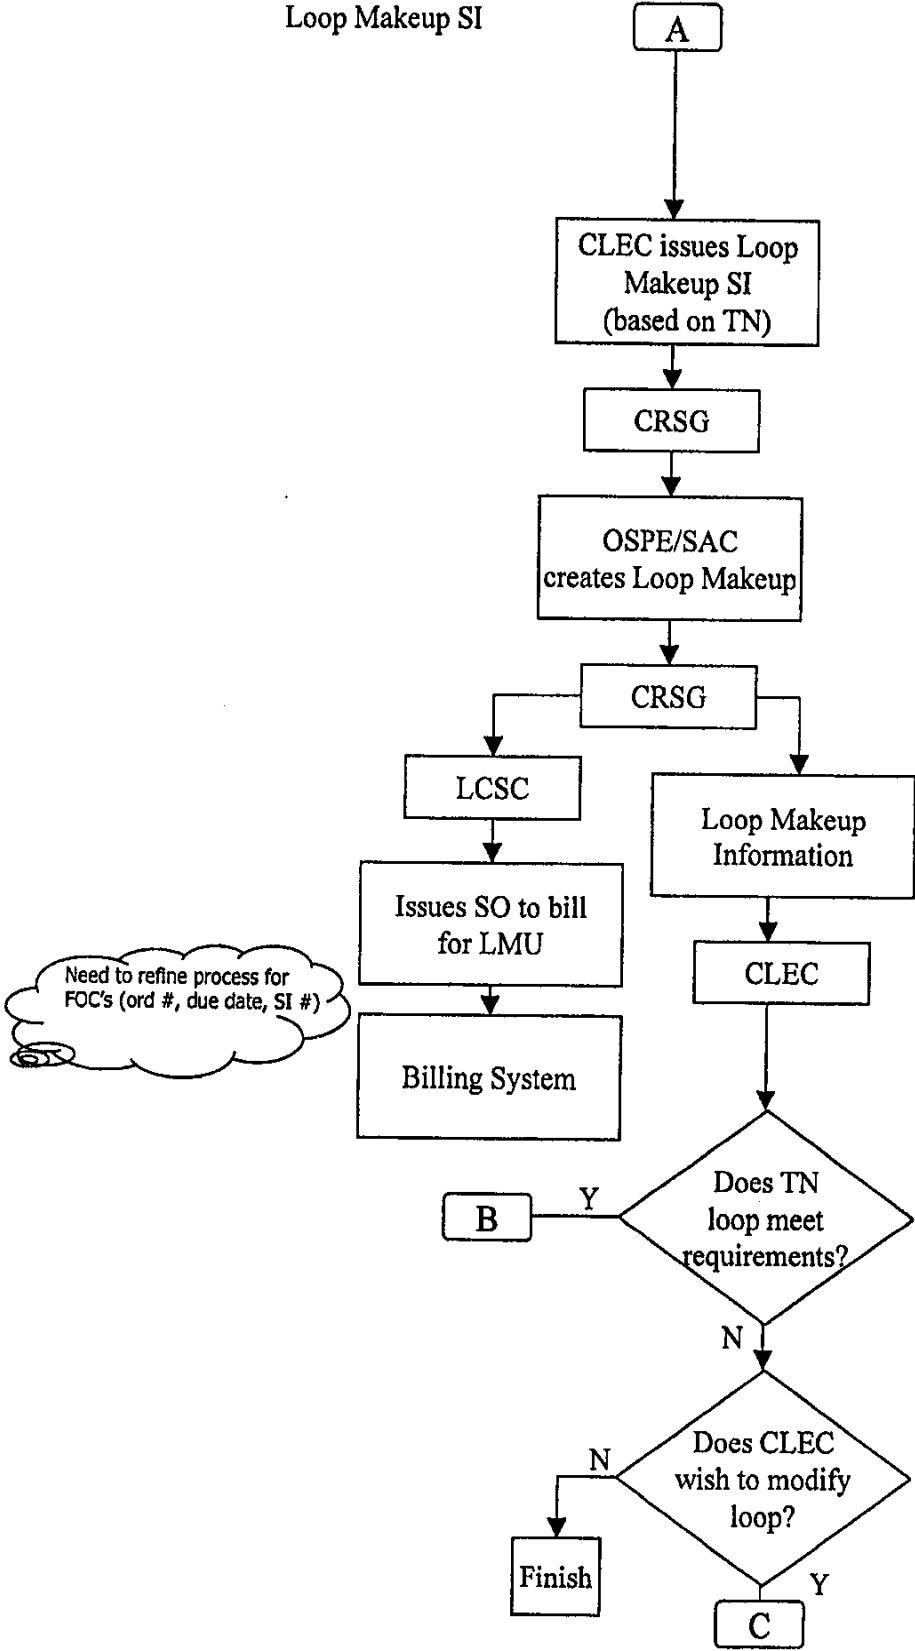 Loop Makeup SI
A
CLEC issues Loop
Makeup SI
(based on TN)
CRSG
OSPE/SAC
creates Loop Makeup
CRSG
LCSC
Loop Makeup
Information
Issues SO to bill
for LMU
CLEC
Need to refine process for
FOC's (ord #, due date, SI #)
Billing System
Does TN
loop meet
requirements?
Y
B
N
Does CLEC
wish to modify
loop?
N
Finish
Y
C